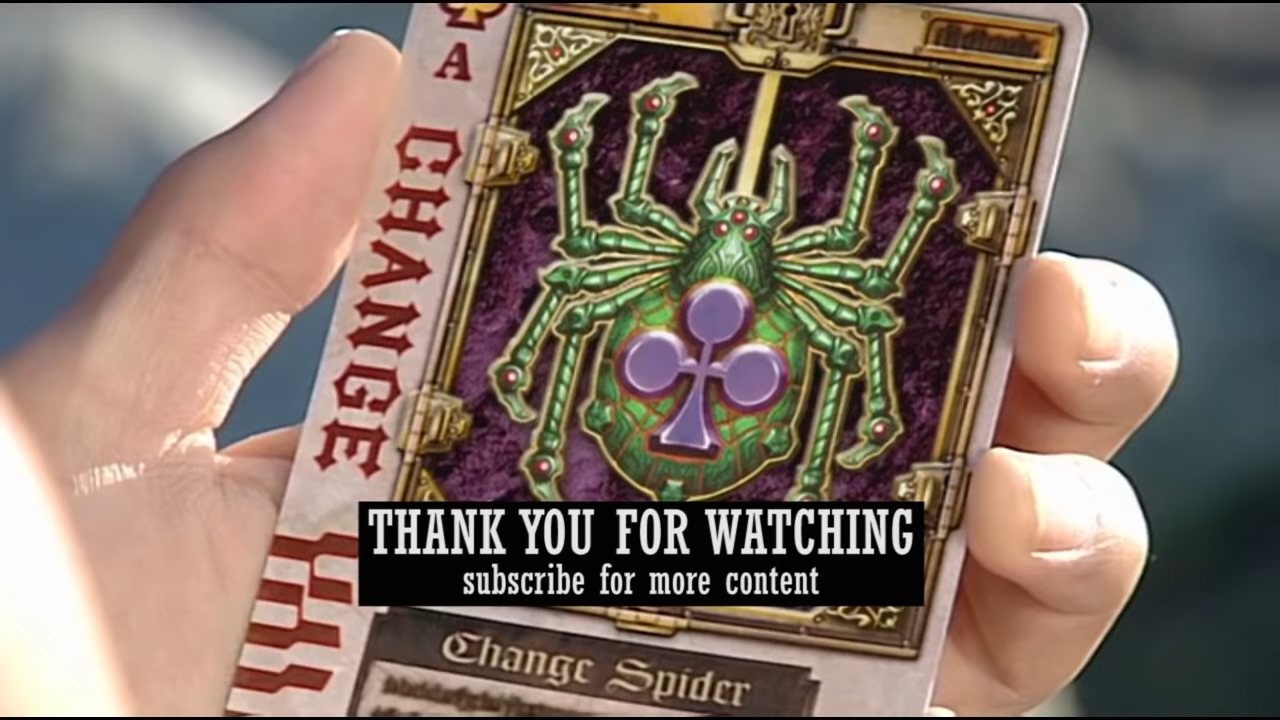 A
CHANGE
THANK YOU FOR WATCHING
subscribe for more content
Change Spider